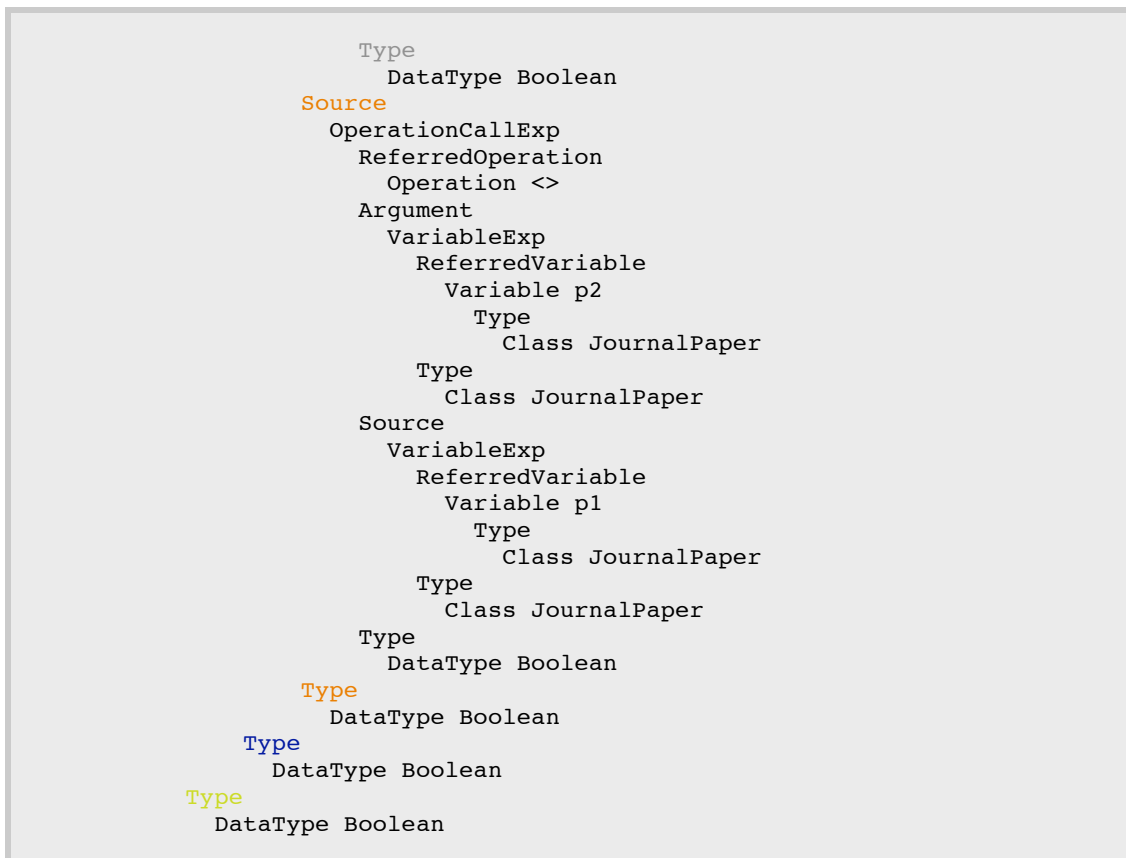 Type
DataType Boolean
Source
OperationCallExp
ReferredOperation
Operation <>
Argument
VariableExp
ReferredVariable
Variable p2
Type
Class JournalPaper
Type
Class JournalPaper
Source
VariableExp
ReferredVariable
Variable p1
Type
Class JournalPaper
Type
Class JournalPaper
Type
DataType Boolean
Type
DataType Boolean
Type
DataType Boolean
Type
DataType Boolean